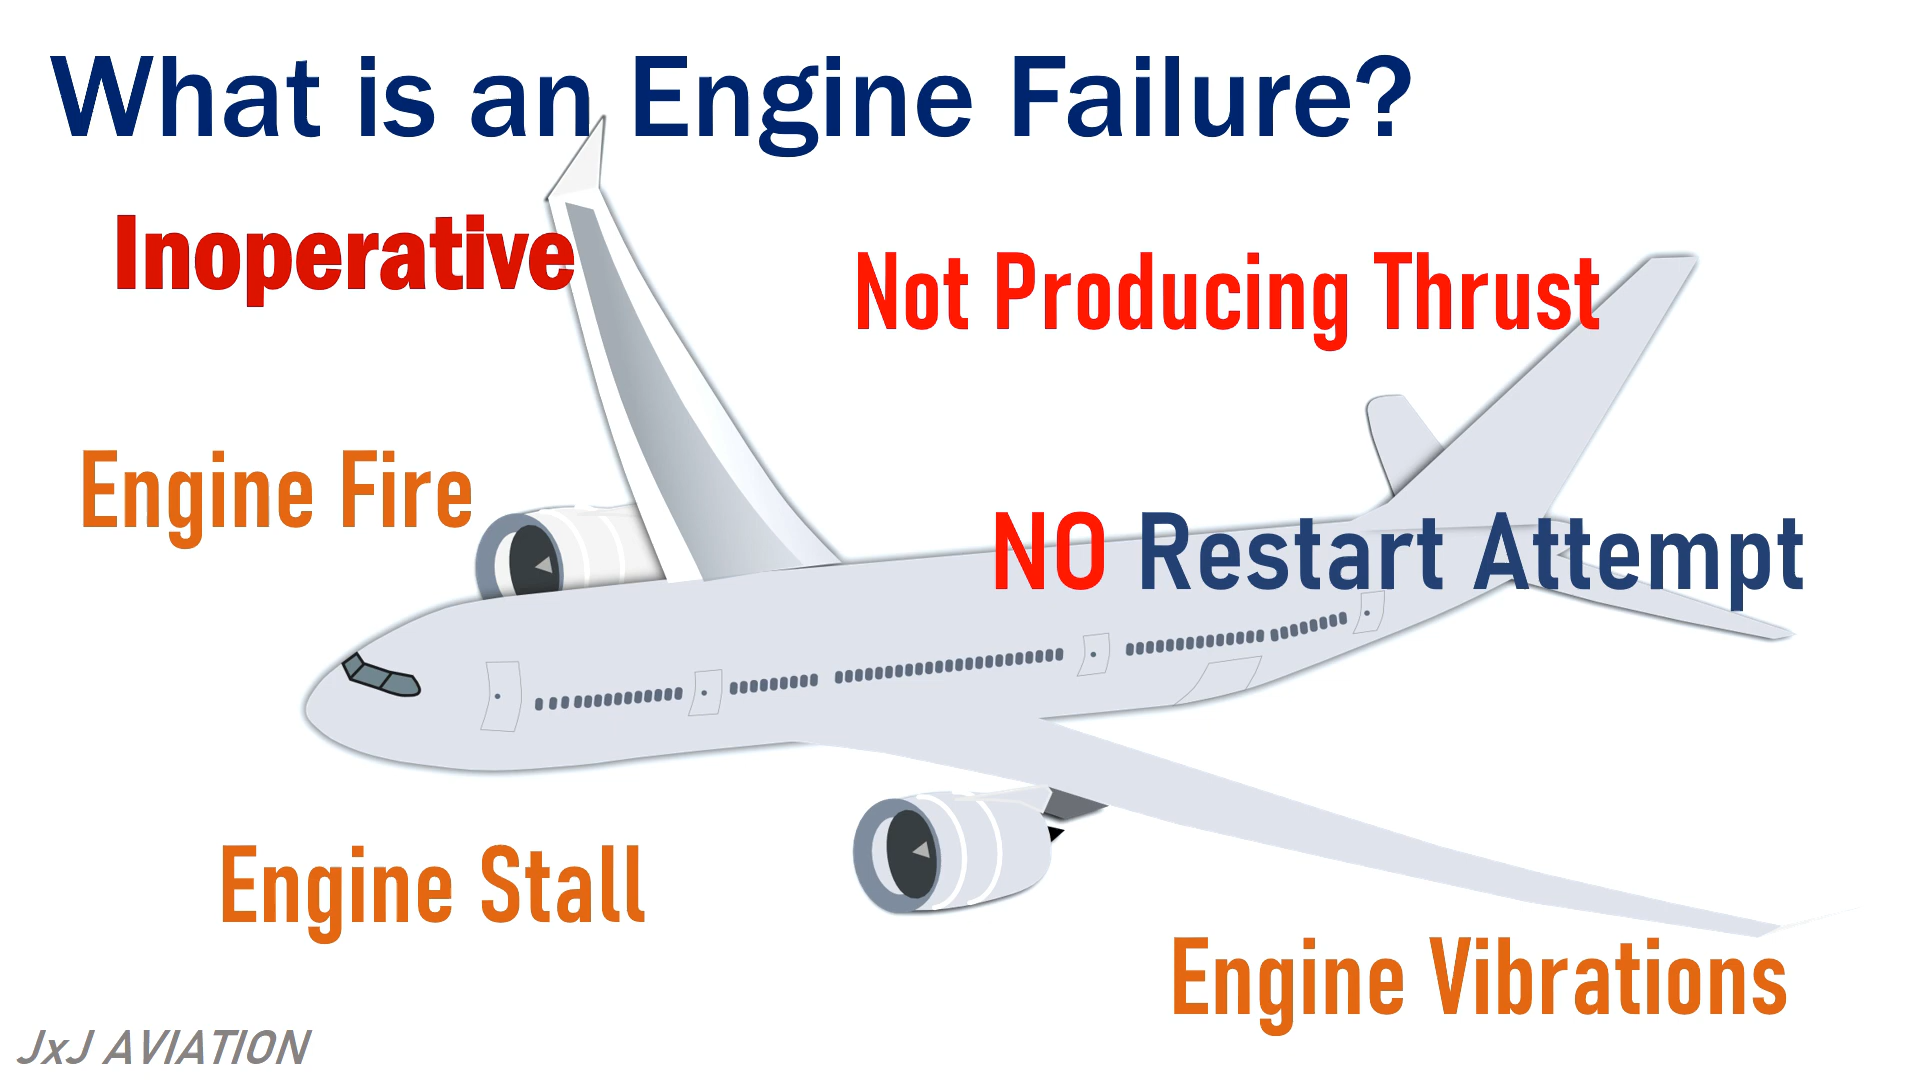 What is an Engine Failure?
Inoperative
Not Producing Thrust
Engine Fire
NO Restart Attempt
Engine Stall
Engine Vibrations
JxJ AVIATION